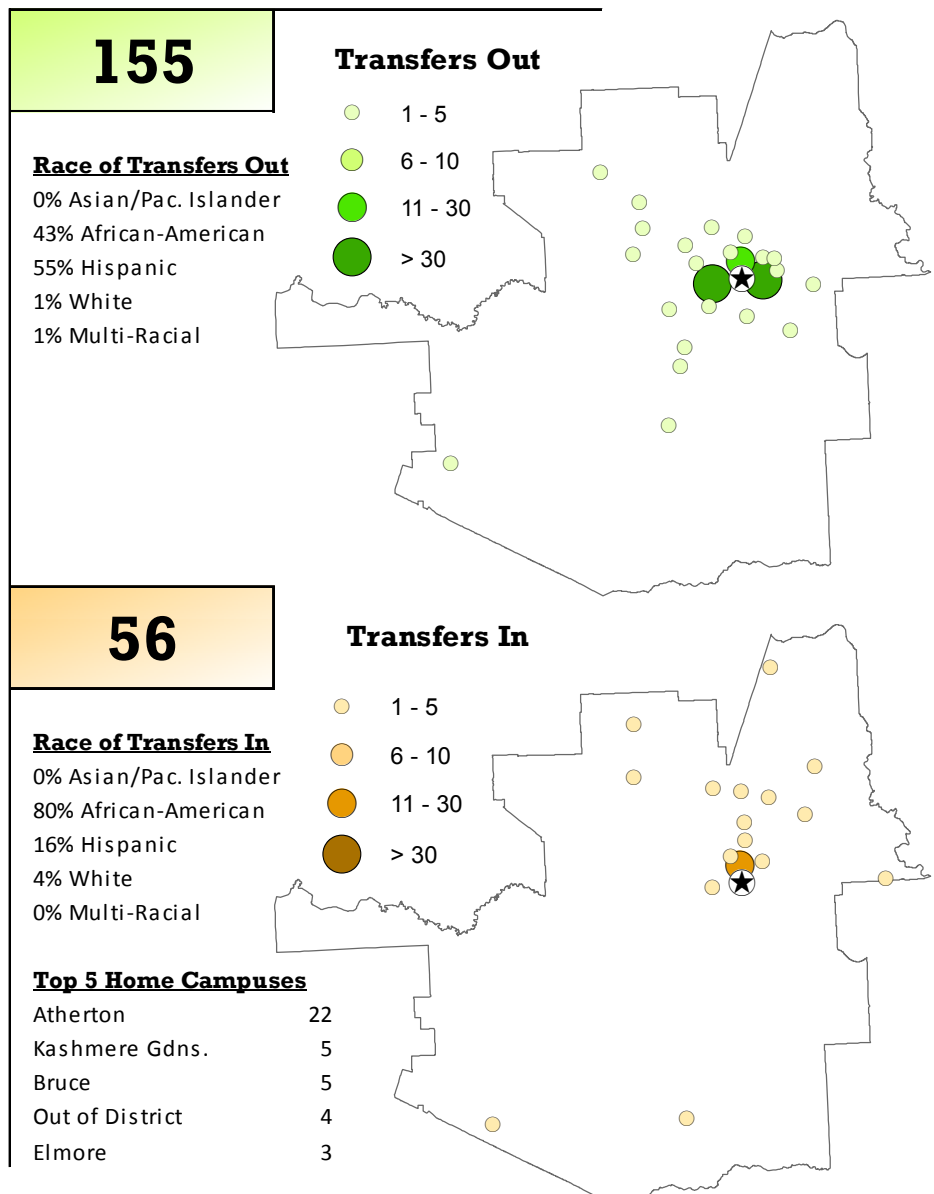 155
Transfers Out
1 - 5
6 - 10
11 - 30
> 30
Race of Transfers Out
0% Asian/Pac. Islander
43% African-American
55% Hispanic
1% White
1% Multi-Racial
56
Transfers In
1 - 5
6 - 10
11 - 30
> 30
Race of Transfers In
0% Asian/Pac. Islander
80% African-American
16% Hispanic
4% White
0% Multi-Racial
Top 5 Home Campuses
Atherton 22
Kashmere Gdns. 5
Bruce 5
Out of District 4
Elmore 3